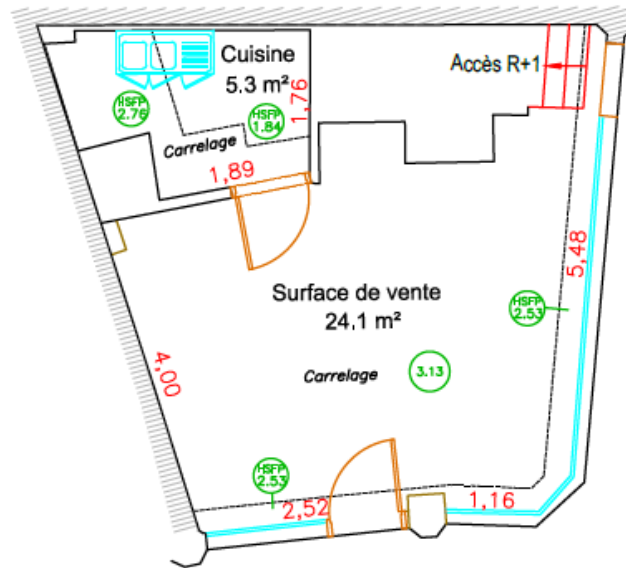 Cuisine
5.3 m²
Accès R+1
HSFP
2.76
HSFP
1.84
1,76
Carrelage
1,89
5,48
Surface de vente
24,1 m²
HSFP
2.53
4,00
Carrelage
3.13
HSFP
2.53
2,52
1,16